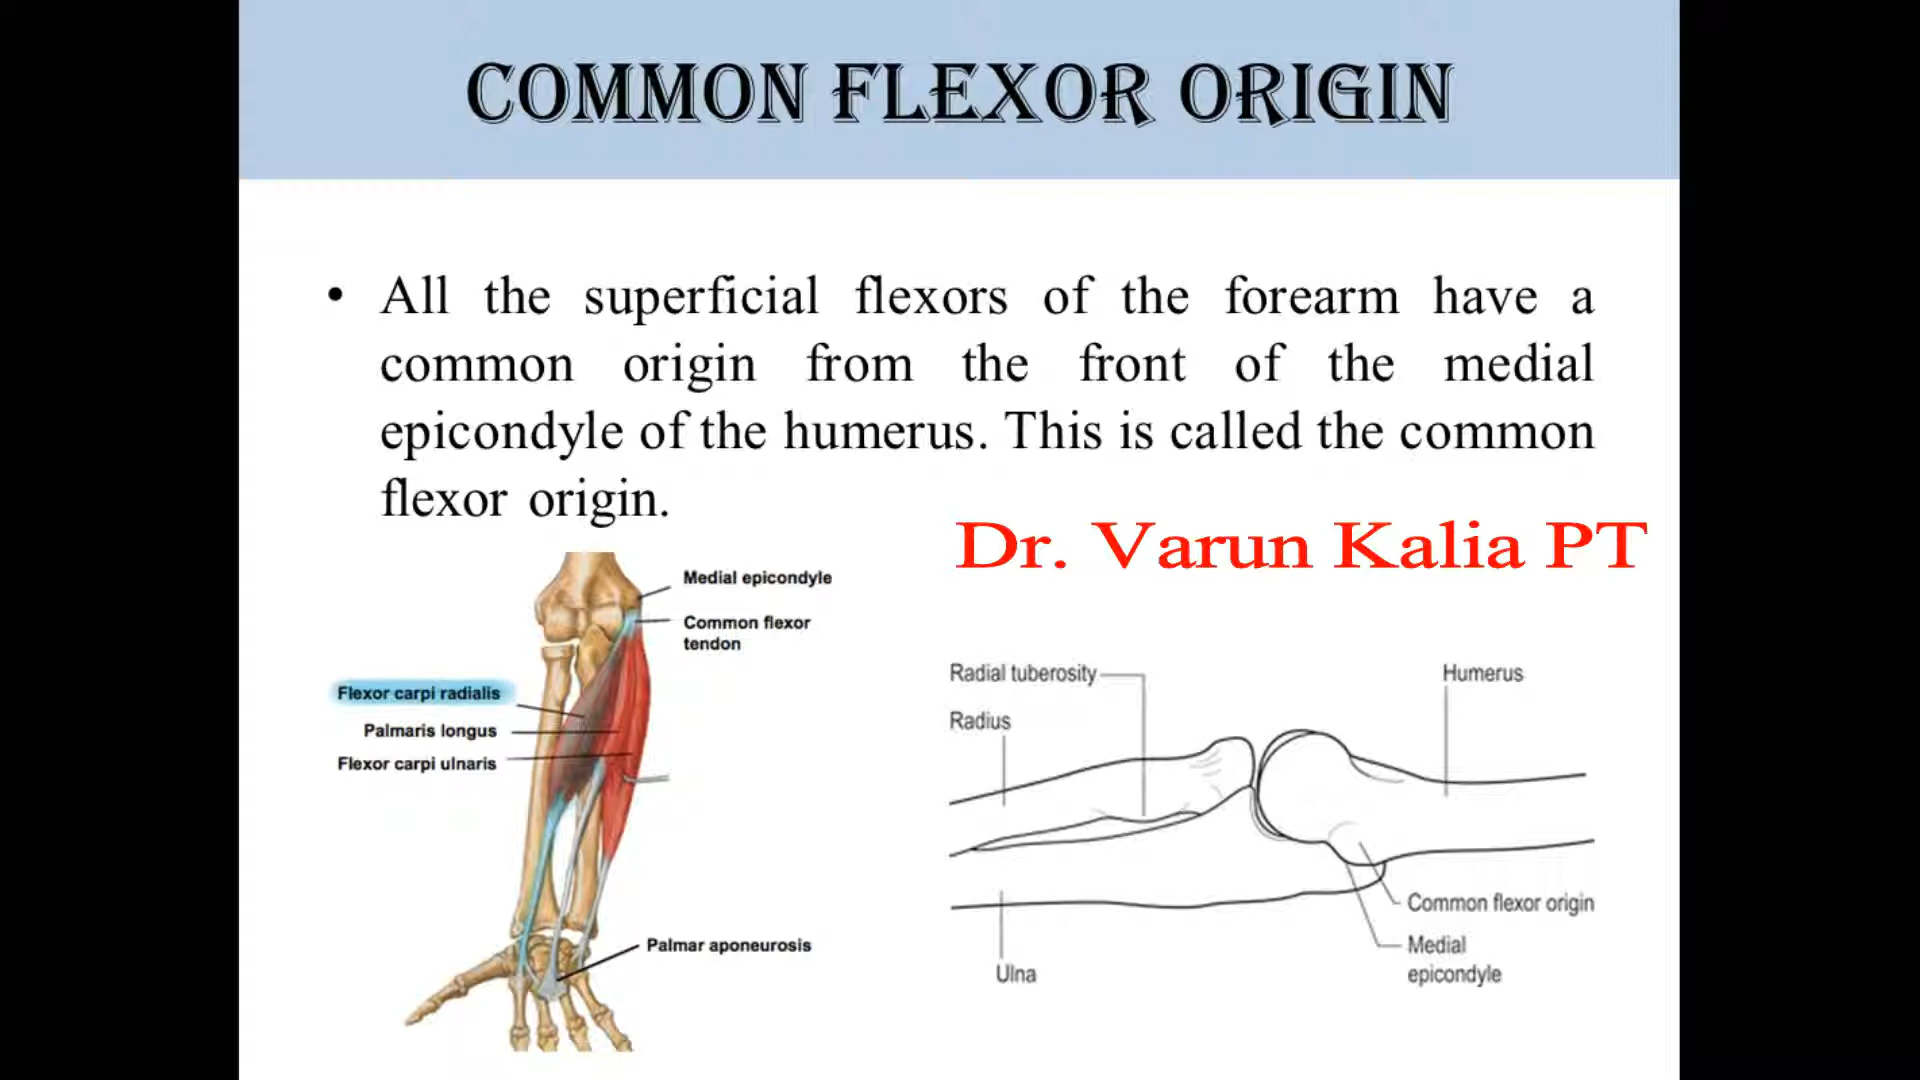 COMMON FLEXOR ORIGIN
• All the superficial flexors of the forearm have a
common origin from the front of the medial
epicondyle of the humerus. This is called the common
flexor origin.
Dr. Varun Kalia PT
Medial epicondyle
Common flexor
tendon
Flexor carpi radialis
Palmaris longus
Flexor carpi ulnaris
Palmar aponeurosis
Radial tuberosity
Humerus
Radius
Common flexor origin
Medial
epicondyle
Ulna